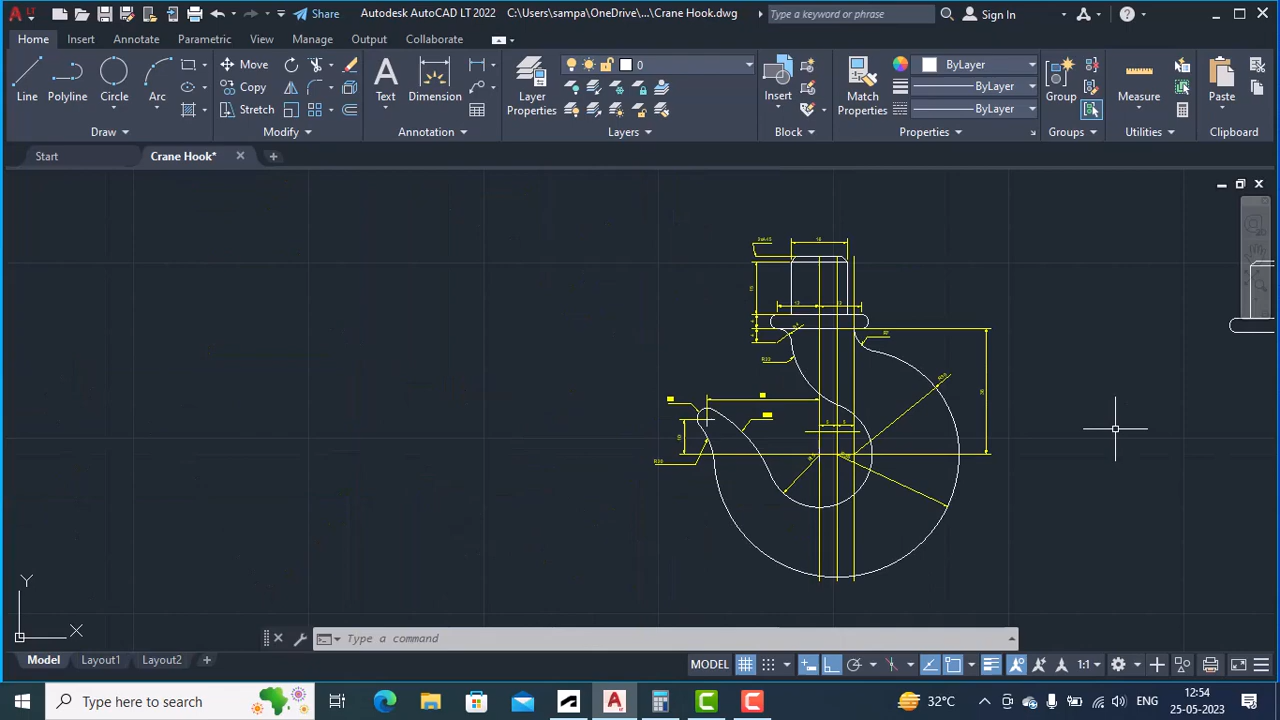 Share
Autodesk AutoCAD LT 2022 C:\Users\sampa\OneDrive\...\Crane Hook.dwg
Type a keyword or phrase
Sign In
Home Insert Annotate Parametric View Manage Output Collaborate
Line Polyline Circle Arc
Move
Copy
Stretch
Text Dimension
Layer
Properties
0
Insert
Match
Properties
ByLayer
ByLayer
ByLayer
Group
Measure
Paste
Draw Modify Annotation Layers Block Properties Groups Utilities Clipboard
Start Crane Hook*
Y
X
Type a command
Model Layout1 Layout2
MODEL
1:1
Type here to search
32°C
ENG
12:54
25-05-2023